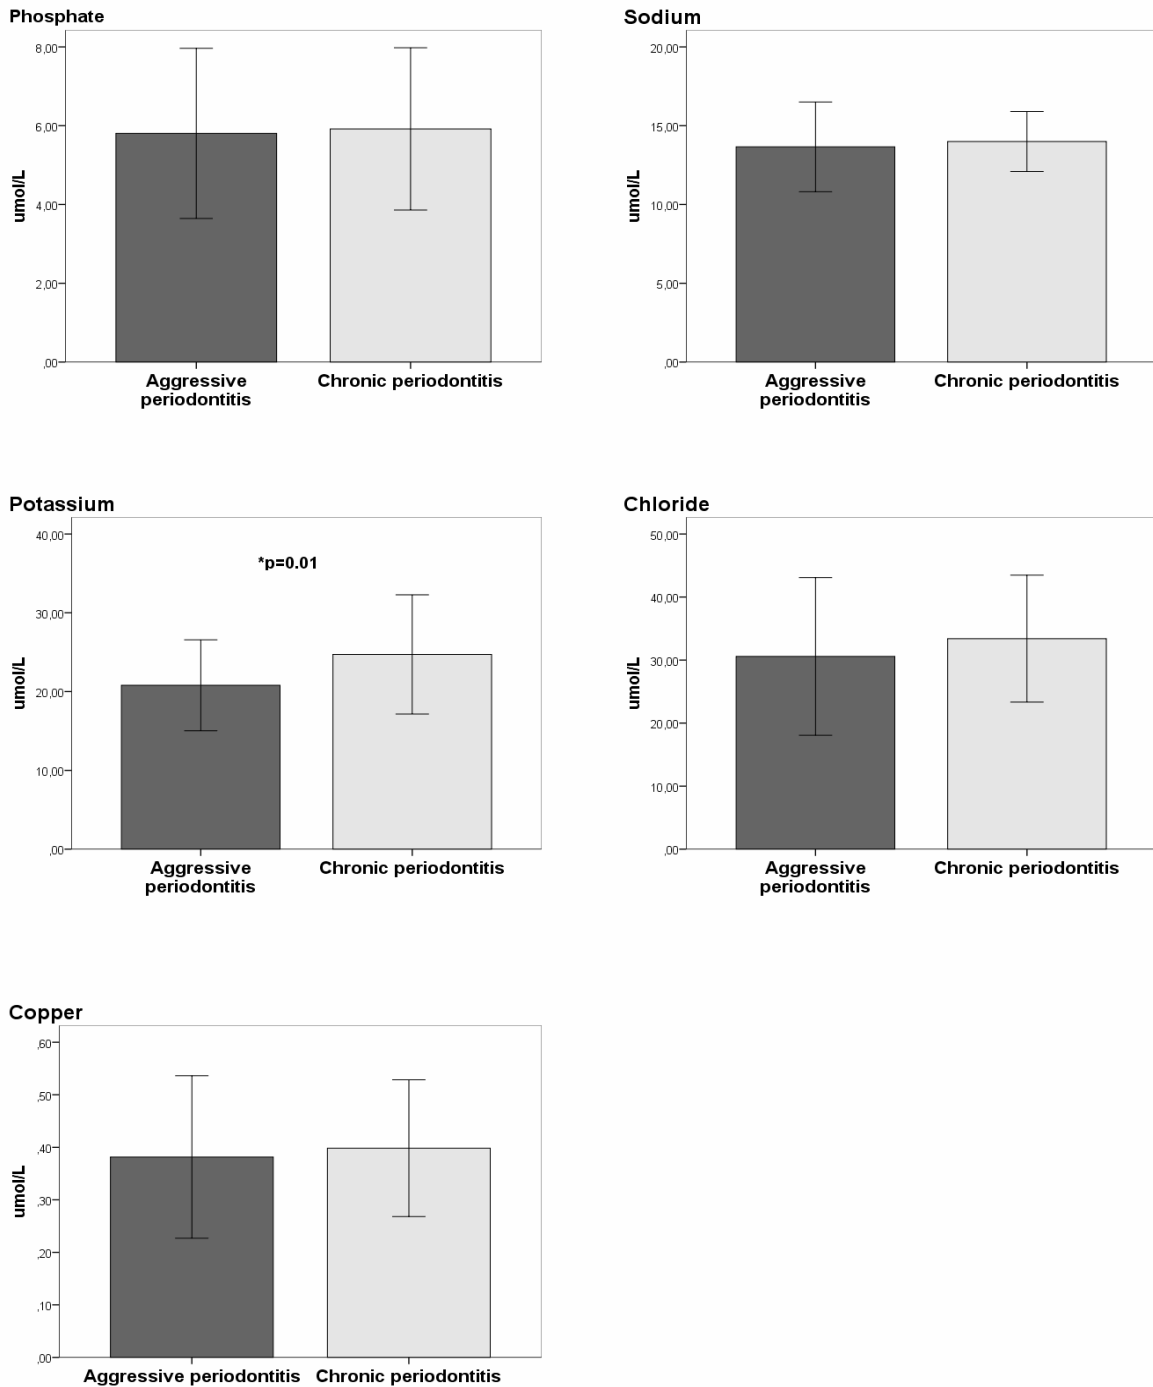 Phosphate
8,00
6,00
4,00
2,00
,00
umol/L
Aggressive
periodontitis
Chronic periodontitis
Sodium
20,00
15,00
10,00
5,00
,00
umol/L
Aggressive
periodontitis
Chronic periodontitis
Potassium
40,00
30,00
20,00
10,00
,00
umol/L
*p=0.01
Aggressive
periodontitis
Chronic periodontitis
Chloride
50,00
40,00
30,00
20,00
10,00
,00
umol/L
Aggressive
periodontitis
Chronic periodontitis
Copper
,60
,50
,40
,30
,20
,10
,00
umol/L
Aggressive periodontitis
Chronic periodontitis